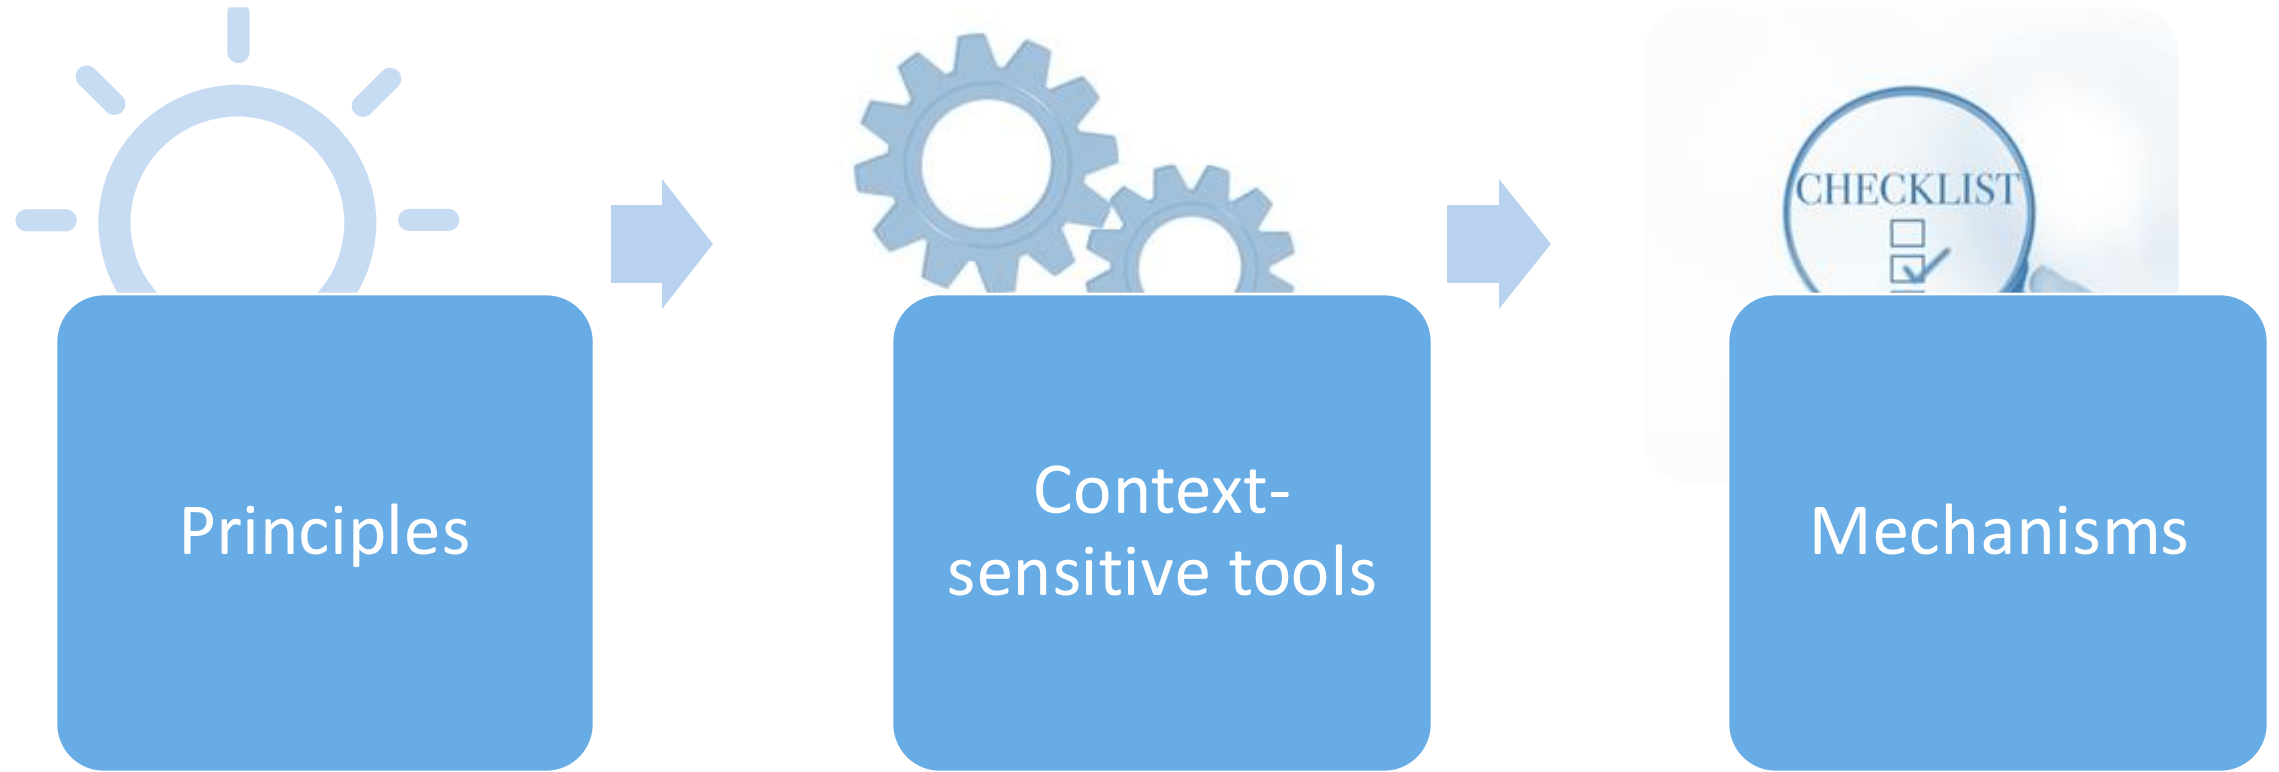 CHECKLIST
Principles
Context-
sensitive tools
Mechanisms